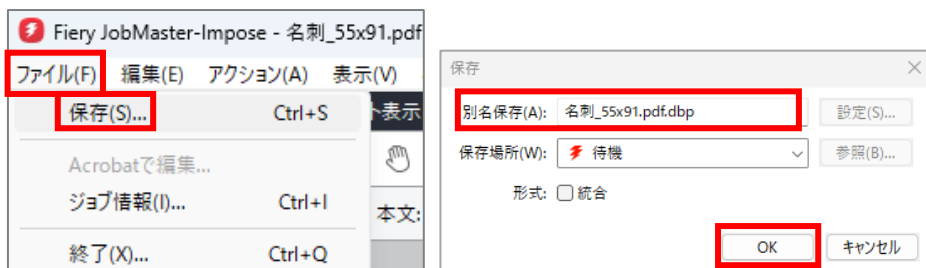 Fiery JobMaster-Impose - 名刺_55x91.pdf
ファイル(F) 編集(E) アクション(A) 表示(V)
保存(S)... Ctrl+S
ト表示
Acrobatで編集...
ジョブ情報(I)... Ctrl+I
本文:
終了(X)... Ctrl+Q
保存
別名保存(A): 名刺_55x91.pdf.dbp 設定(S)...
保存場所(W): 待機 参照(B)...
形式: 統合
OK キャンセル